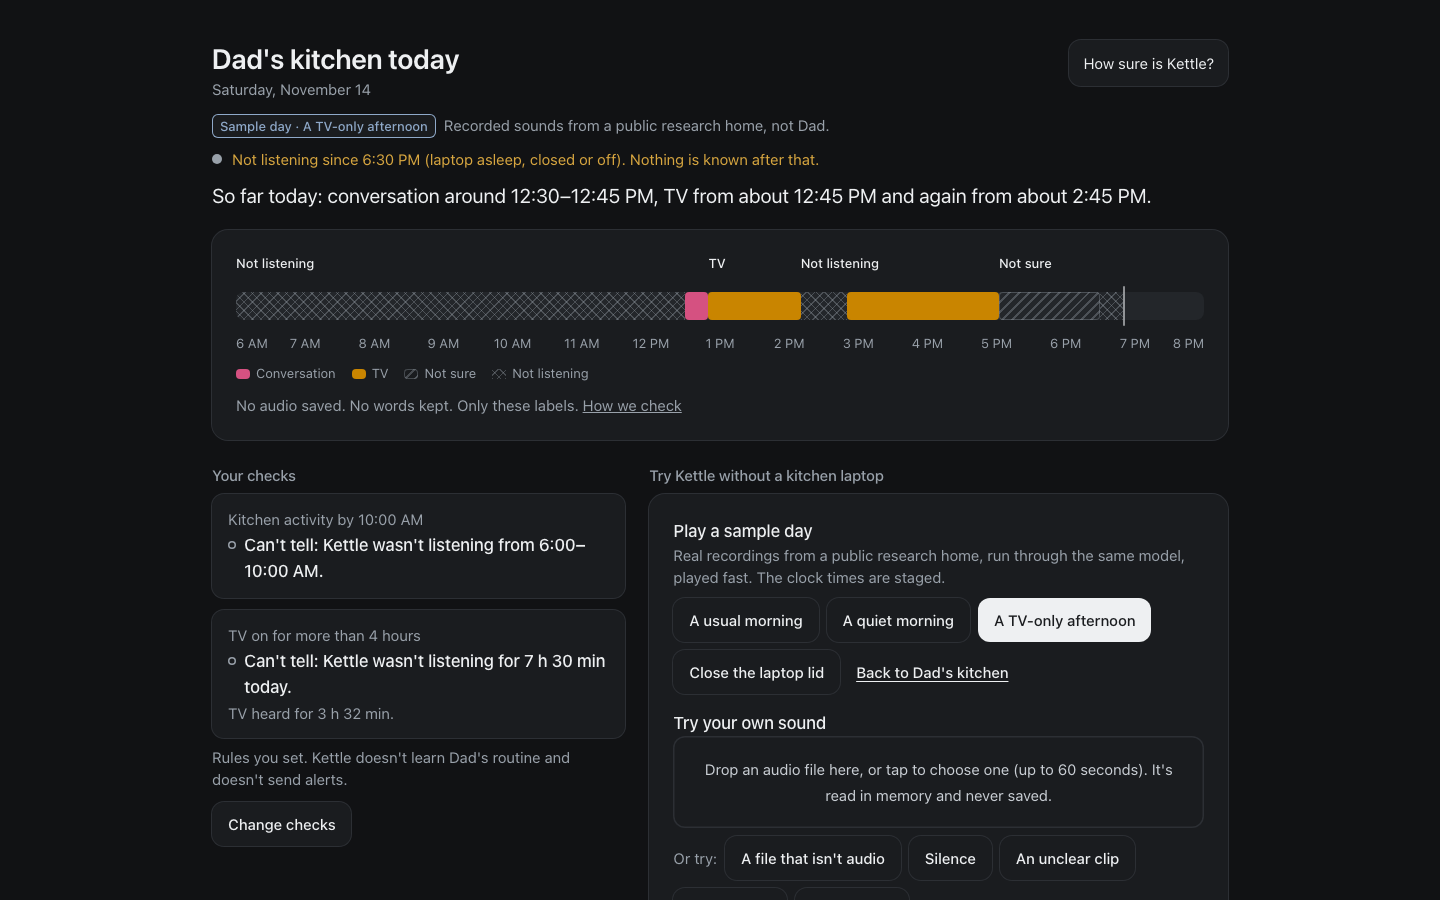 Dad's kitchen today
How sure is Kettle?
Saturday, November 14
Sample day · A TV-only afternoon
Recorded sounds from a public research home, not Dad.
Not listening since 6:30 PM (laptop asleep, closed or off). Nothing is known after that.
So far today: conversation around 12:30–12:45 PM, TV from about 12:45 PM and again from about 2:45 PM.
Not listening
TV
Not listening
Not sure
6 AM 7 AM 8 AM 9 AM 10 AM 11 AM 12 PM 1 PM 2 PM 3 PM 4 PM 5 PM 6 PM 7 PM 8 PM
Conversation TV Not sure Not listening
No audio saved. No words kept. Only these labels. How we check
Your checks
Kitchen activity by 10:00 AM
Can't tell: Kettle wasn't listening from 6:00–
10:00 AM.
TV on for more than 4 hours
Can't tell: Kettle wasn't listening for 7 h 30 min
today.
TV heard for 3 h 32 min.
Rules you set. Kettle doesn't learn Dad's routine and
doesn't send alerts.
Change checks
Try Kettle without a kitchen laptop
Play a sample day
Real recordings from a public research home, run through the same model,
played fast. The clock times are staged.
A usual morning
A quiet morning
A TV-only afternoon
Close the laptop lid
Back to Dad's kitchen
Try your own sound
Drop an audio file here, or tap to choose one (up to 60 seconds). It's
read in memory and never saved.
Or try:
A file that isn't audio
Silence
An unclear clip